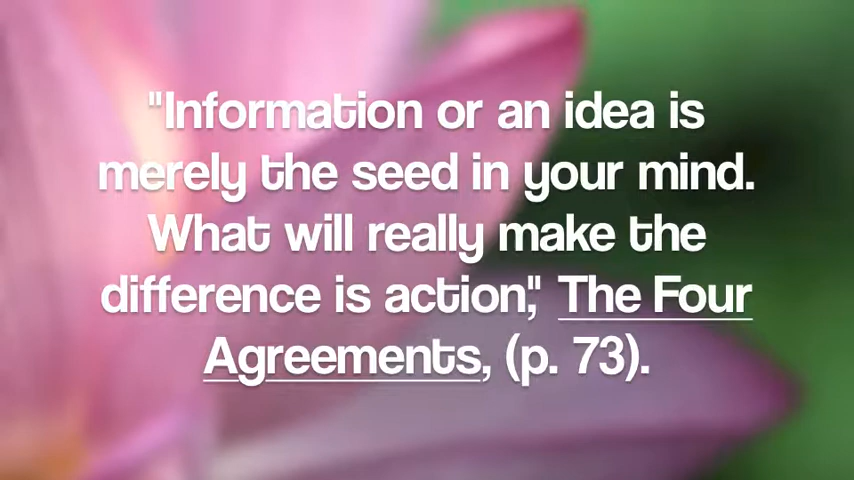 "Information or an idea is
merely the seed in your mind.
What will really make the
difference is action," The Four
Agreements, (p. 73).